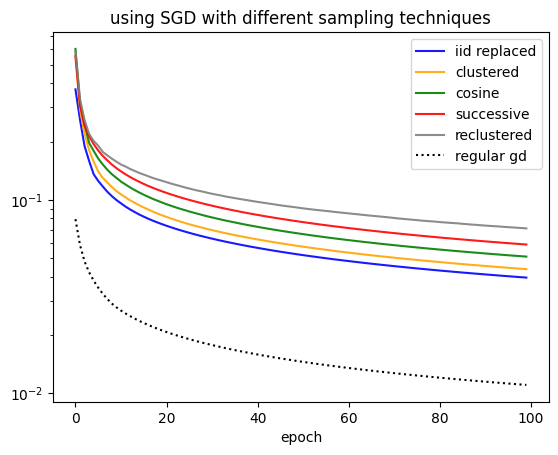 using SGD with different sampling techniques
iid replaced
clustered
cosine
successive
reclustered
regular gd
10⁻¹
10⁻²
0 20 40 60 80 100
epoch